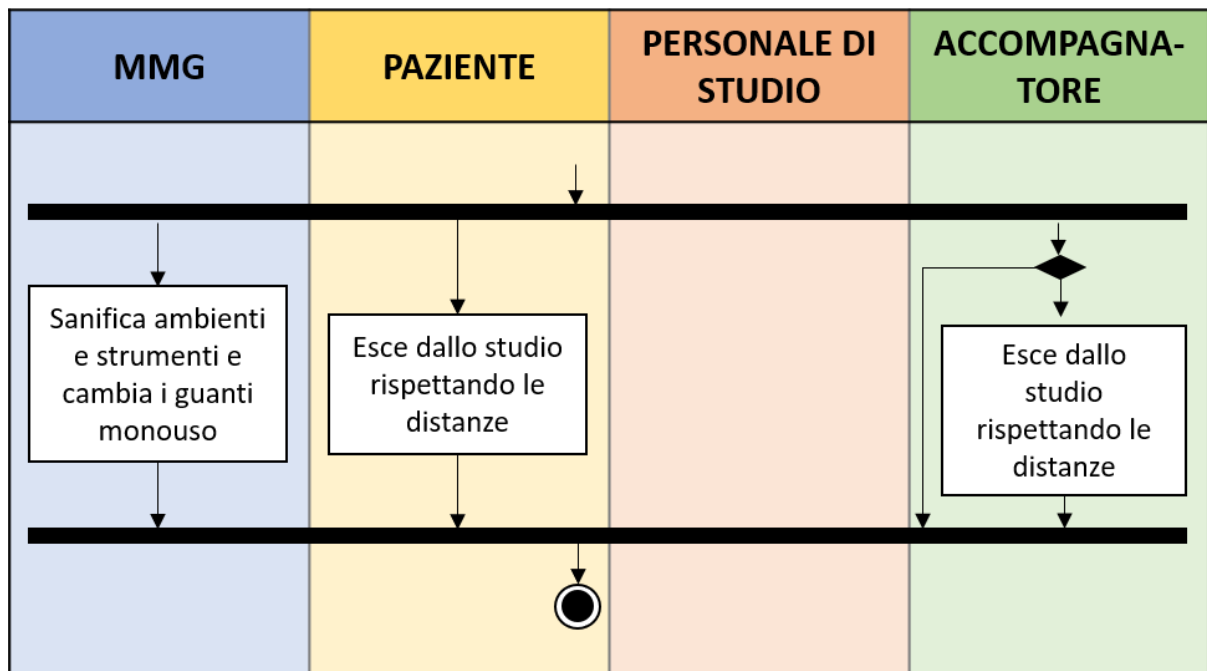 MMG
PAZIENTE
PERSONALE DI
STUDIO
ACCOMPAGNA-
TORE
Sanifica ambienti
e strumenti e
cambia i guanti
monouso
Esce dallo studio
rispettando le
distanze
Esce dallo
studio
rispettando le
distanze